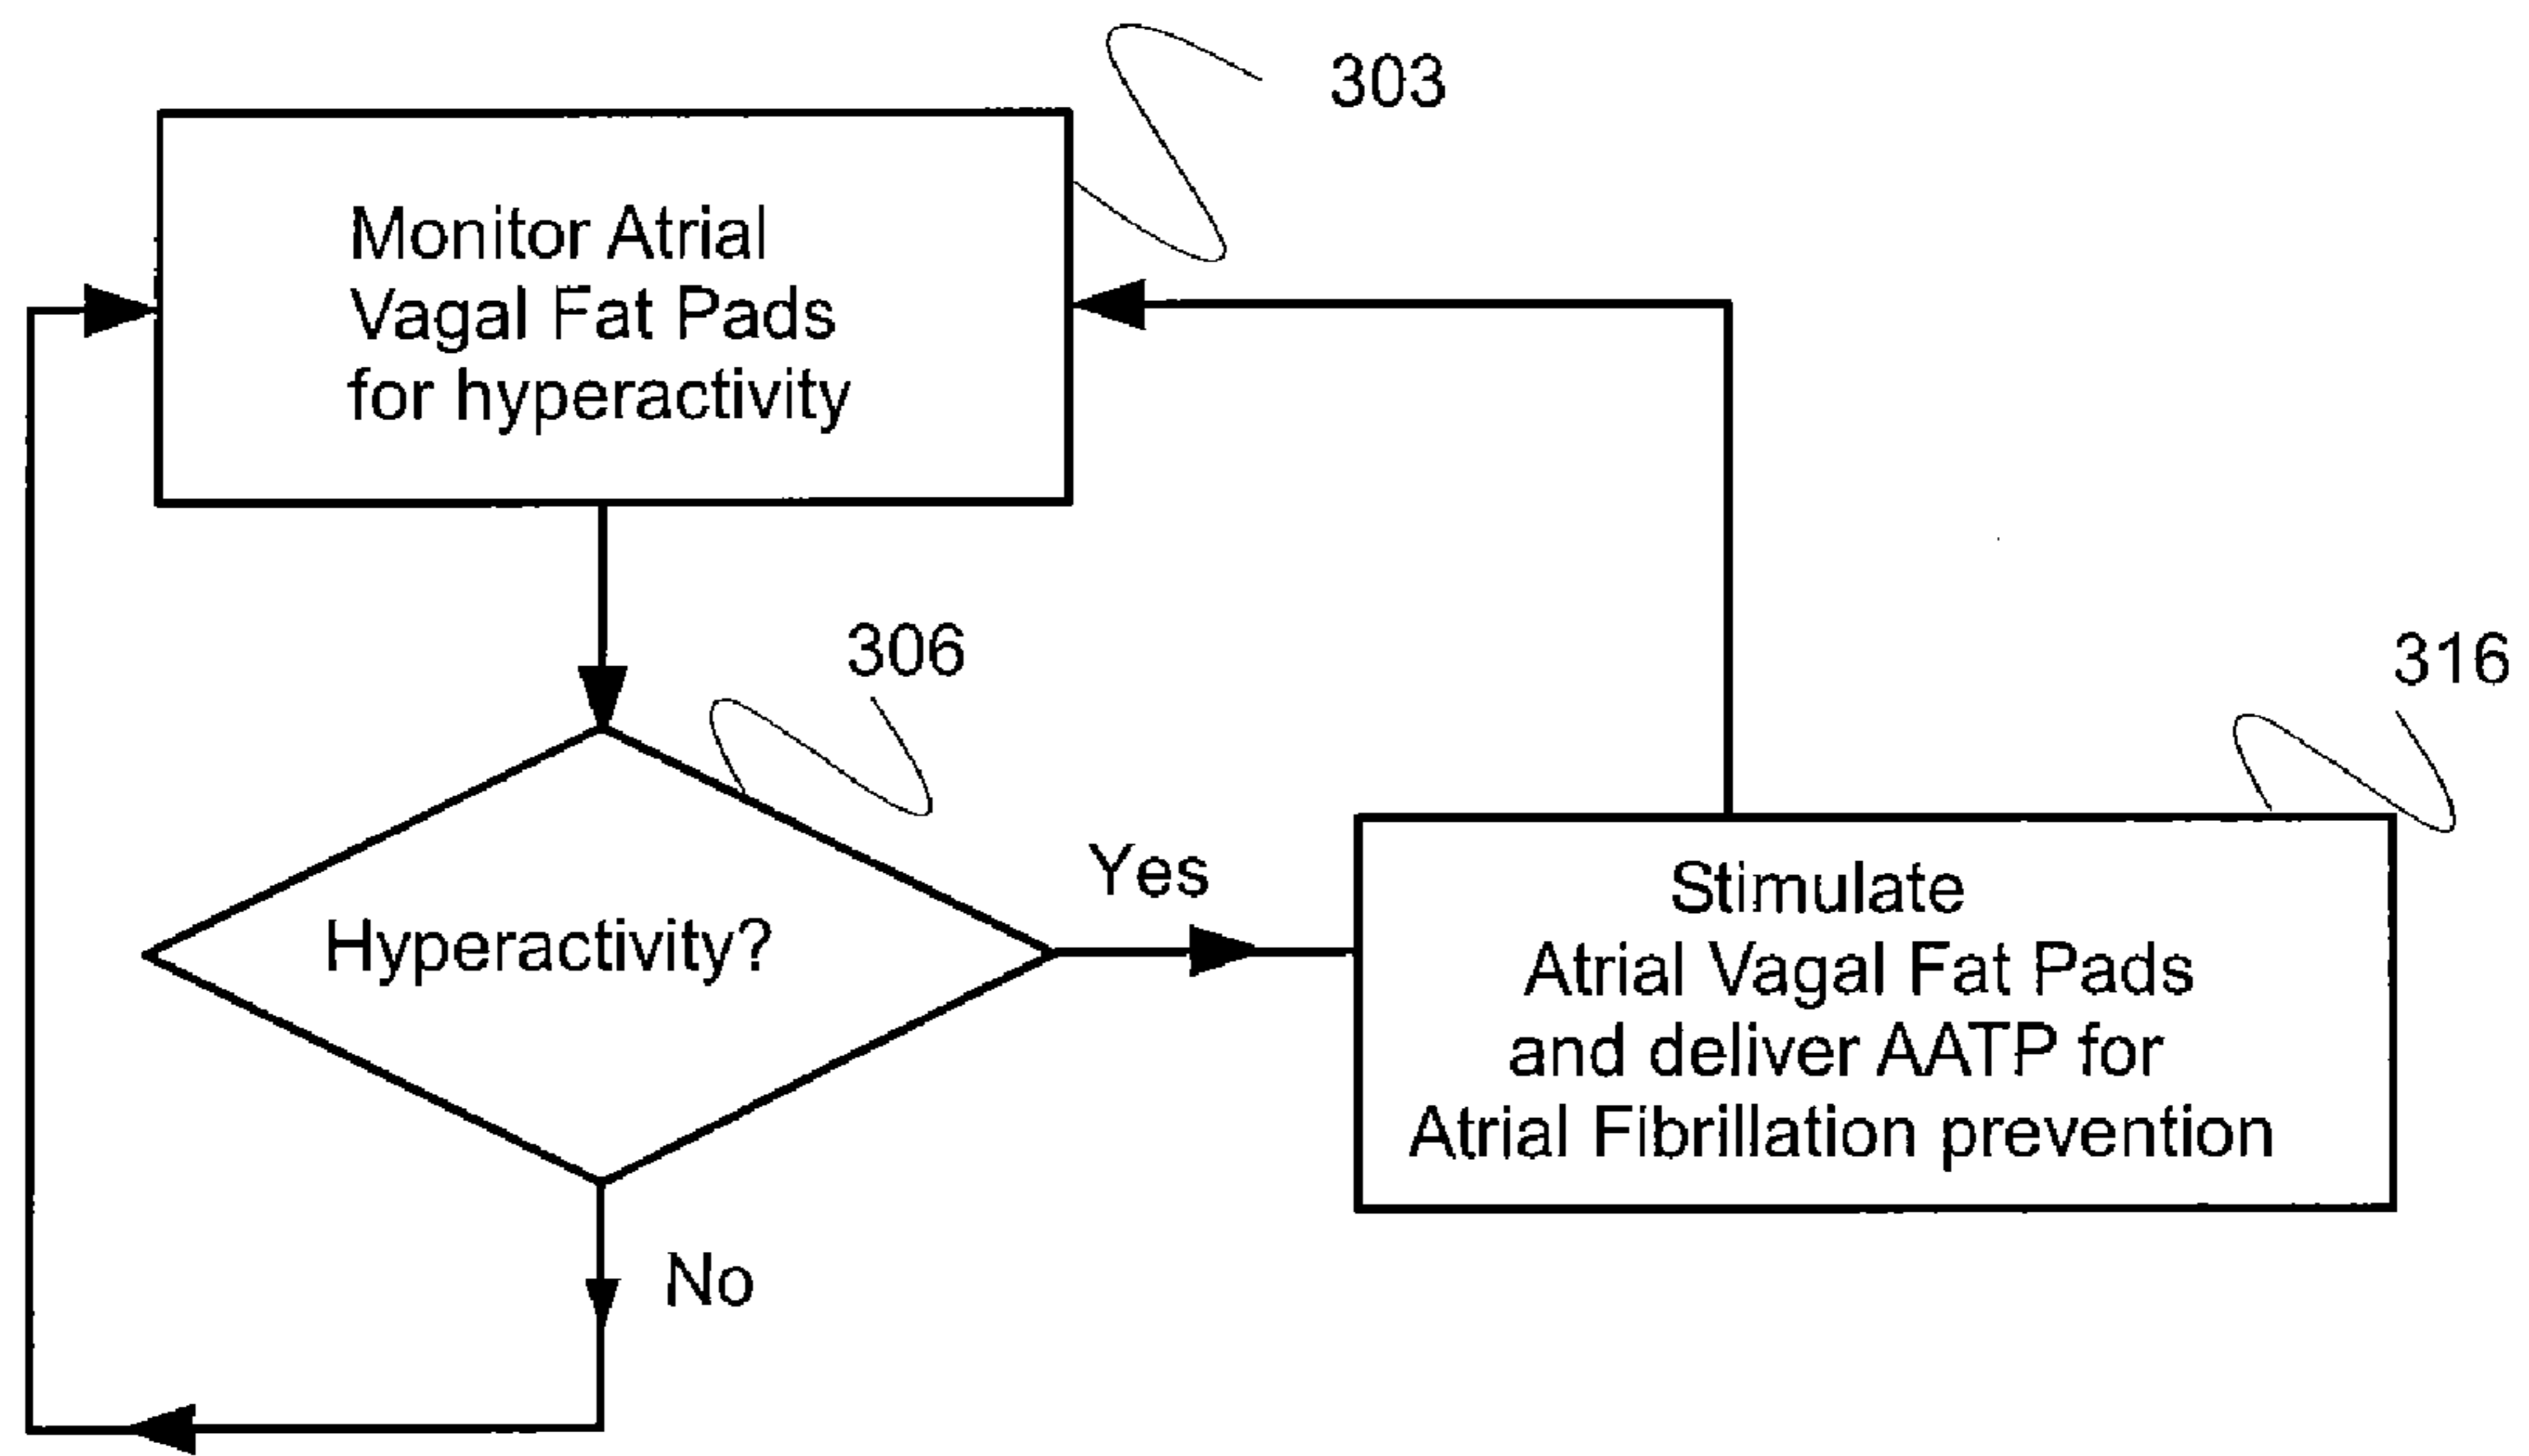 303
Monitor Atrial
Vagal Fat Pads
for hyperactivity
306
316
Hyperactivity?
Yes
Stimulate
Atrial Vagal Fat Pads
and deliver AATP for
Atrial Fibrillation prevention
No